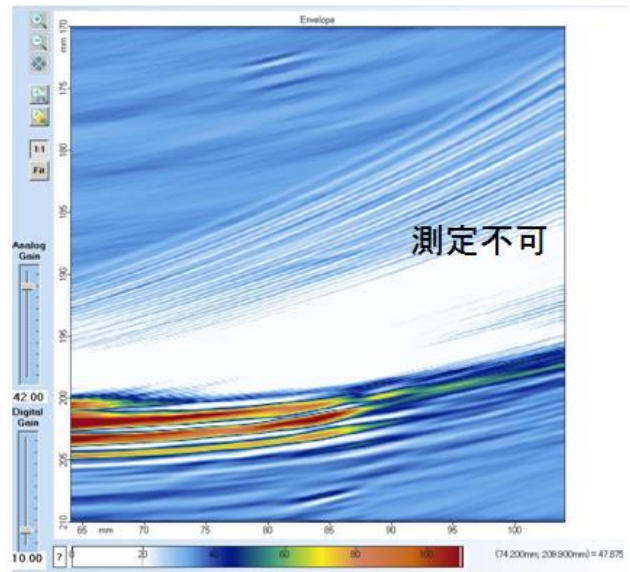 Envelope
170
mm
175
180
185
190
195
200
205
210
65 mm 70 75 80 85 90 95 100
測定不可
1:1
Fit
Analog
Gain
42.00
Digital
Gain
10.00
? 0 20 40 60 80 100
(74.200mm, 209.900mm) = 47.875